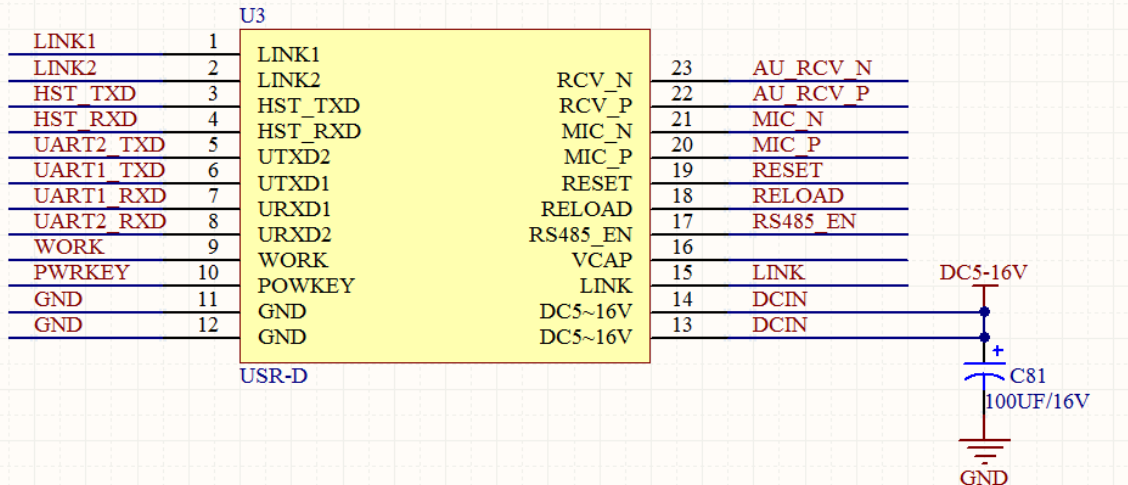 U3
LINK1 1 LINK1
LINK2 2 LINK2 RCV_N 23 AU_RCV_N
HST_TXD 3 HST_TXD RCV_P 22 AU_RCV_P
HST_RXD 4 HST_RXD MIC_N 21 MIC_N
UART2_TXD 5 UTXD2 MIC_P 20 MIC_P
UART1_TXD 6 UTXD1 RESET 19 RESET
UART1_RXD 7 URXD1 RELOAD 18 RELOAD
UART2_RXD 8 URXD2 RS485_EN 17 RS485_EN
WORK 9 WORK VCAP 16
PWRKEY 10 POWKEY LINK 15 LINK DC5-16V
GND 11 GND DC5~16V 14 DCIN
GND 12 GND DC5~16V 13 DCIN
+
USR-D C81
100UF/16V
GND